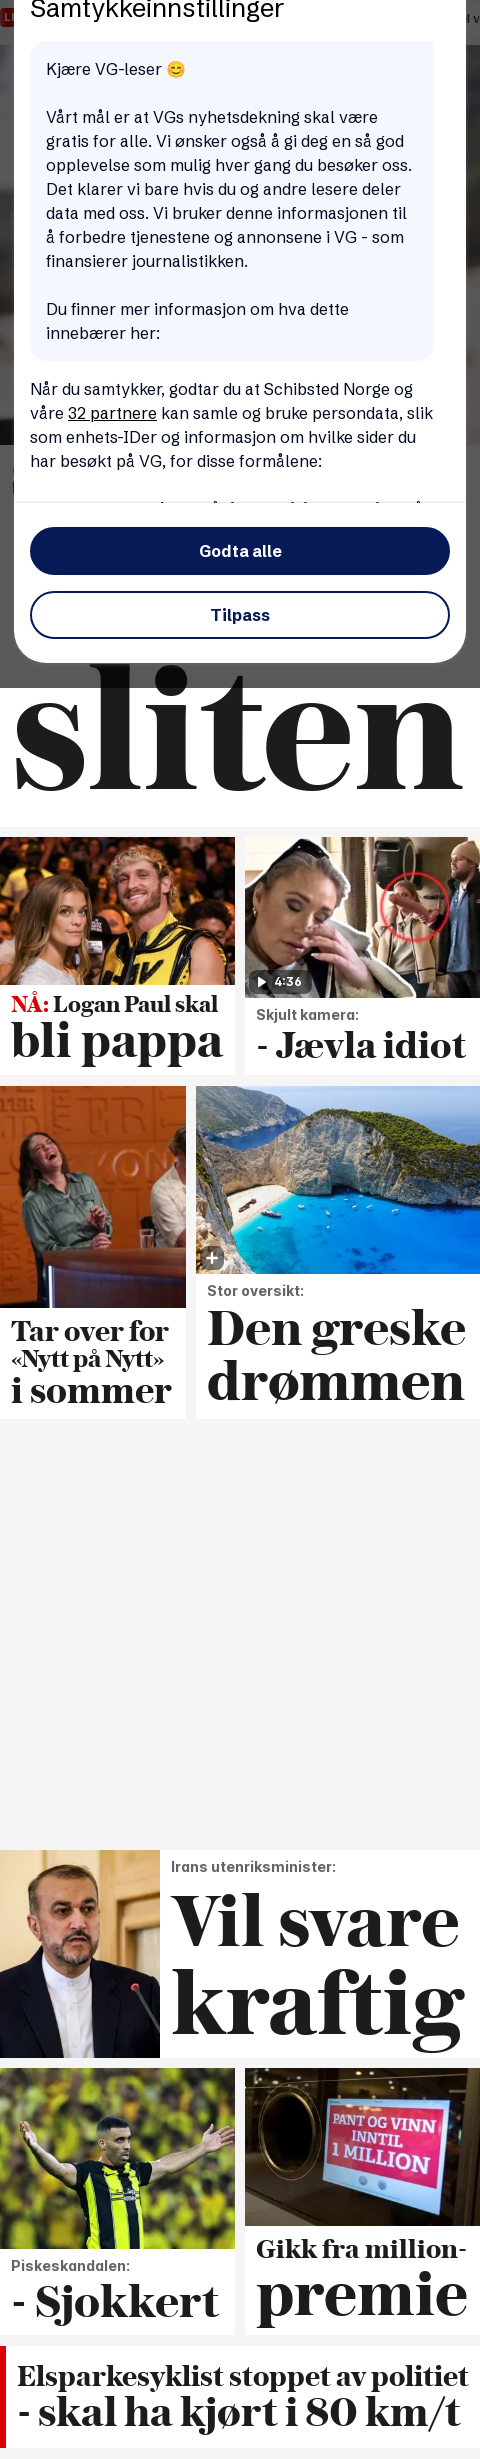 Samtykkeinnstillinger
Kjære VG-leser 😊
Vårt mål er at VGs nyhetsdekning skal være
gratis for alle. Vi ønsker også å gi deg en så god
opplevelse som mulig hver gang du besøker oss.
Det klarer vi bare hvis du og andre lesere deler
data med oss. Vi bruker denne informasjonen til
å forbedre tjenestene og annonsene i VG - som
finansierer journalistikken.
Du finner mer informasjon om hva dette
innebærer her:
Når du samtykker, godtar du at Schibsted Norge og
våre 32 partnere kan samle og bruke persondata, slik
som enhets-IDer og informasjon om hvilke sider du
har besøkt på VG, for disse formålene:
Godta alle
Tilpass
sliten
NÅ: Logan Paul skal
bli pappa
4:36
Skjult kamera:
- Jævla idiot
Tar over for
«Nytt på Nytt»
i sommer
Stor oversikt:
Den greske
drømmen
Irans utenriksminister:
Vil svare
kraftig
Piskeskandalen:
- Sjokkert
PANT OG VINN
INNTIL
1 MILLION
Gikk fra million-
premie
Elsparkesyklist stoppet av politiet
- skal ha kjørt i 80 km/t